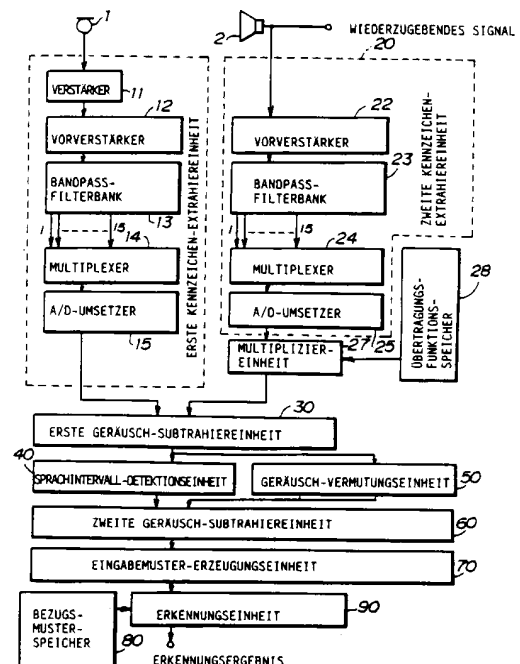 1
2
WIEDERZUGEBENDES SIGNAL
20
VERSTÄRKER
11
12
VORVERSTÄRKER
BANDPASS-
FILTERBANK
13
1
15
14
MULTIPLEXER
A/D-UMSETZER
15
ERSTE KENNZEICHEN-EXTRAHIEREINHEIT
22
VORVERSTÄRKER
23
BANDPASS-
FILTERBANK
1
15
24
MULTIPLEXER
A/D-UMSETZER
25
ZWEITE KENNZEICHEN-
EXTRAHIEREINHEIT
27
MULTIPLIZIER-
EINHEIT
28
ÜBERTRAGUNGS-
FUNKTIONS-
SPEICHER
30
ERSTE GERÄUSCH-SUBTRAHIEREINHEIT
40
SPRACHINTERVALL-DETEKTIONSEINHEIT
GERÄUSCH-VERMUTUNGSEINHEIT
50
ZWEITE GERÄUSCH-SUBTRAHIEREINHEIT
60
EINGABEMUSTER-ERZEUGUNGSEINHEIT
70
BEZUGS-
MUSTER-
SPEICHER
80
ERKENNUNGSEINHEIT
90
ERKENNUNGSERGEBNIS